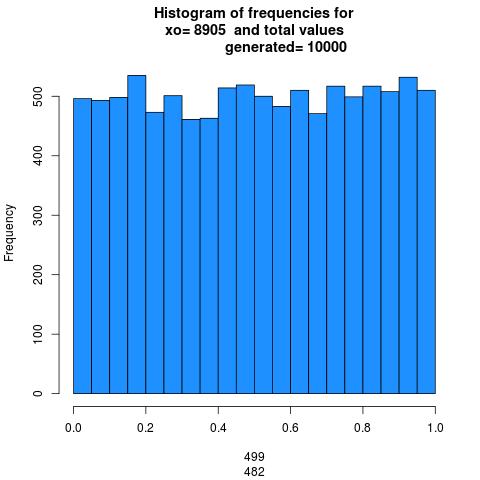 Histogram of frequencies for
xo= 8905 and total values
generated= 10000
Frequency
500
400
300
200
100
0
0.0 0.2 0.4 0.6 0.8 1.0
499
482